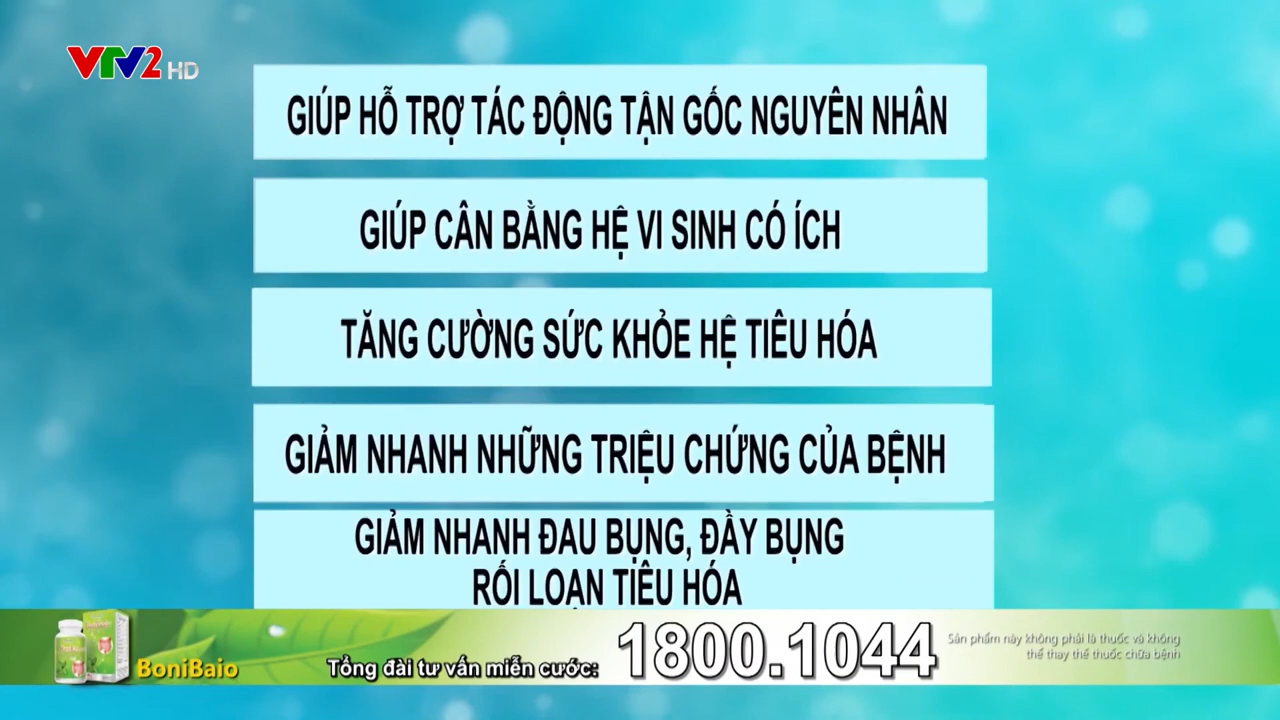 VTV2 HD
GIÚP HỖ TRỢ TÁC ĐỘNG TẬN GỐC NGUYÊN NHÂN
GIÚP CÂN BẰNG HỆ VI SINH CÓ ÍCH
TĂNG CƯỜNG SỨC KHỎE HỆ TIÊU HÓA
GIẢM NHANH NHỮNG TRIỆU CHỨNG CỦA BỆNH
GIẢM NHANH ĐAU BỤNG, ĐẦY BỤNG
RỐI LOẠN TIÊU HÓA
BoniBaio
Tổng đài tư vấn miễn cước:
1800.1044
Sản phẩm này không phải là thuốc và không
thể thay thế thuốc chữa bệnh